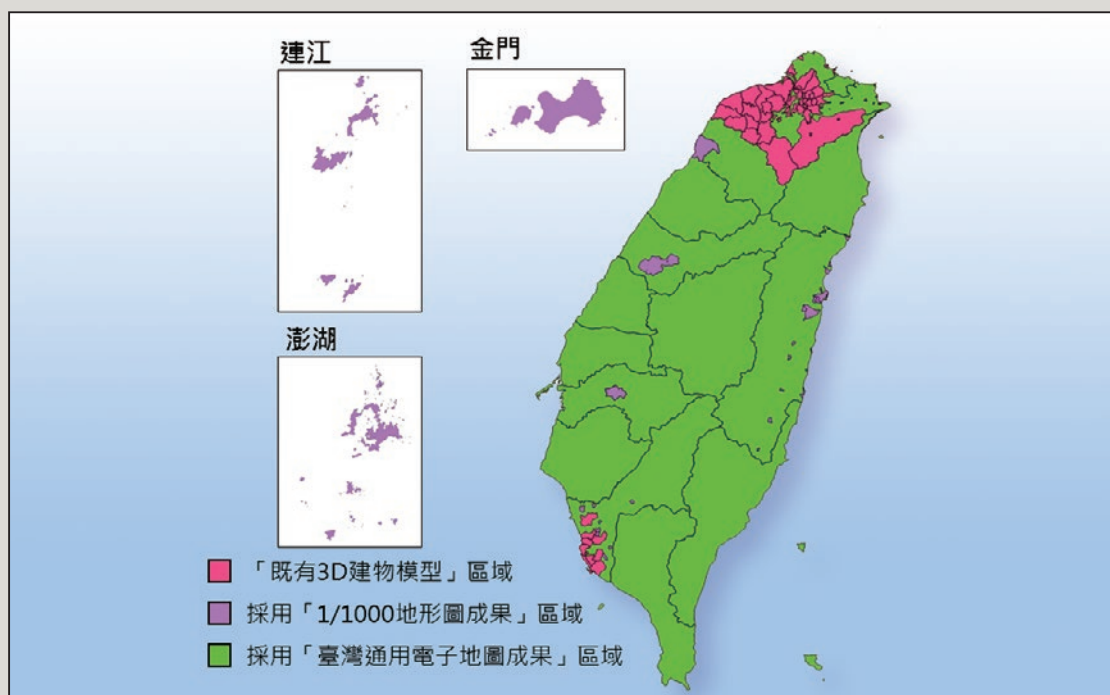 連江
金門
澎湖
「既有3D建物模型」區域
採用「1/1000地形圖成果」區域
採用「臺灣通用電子地圖成果」區域